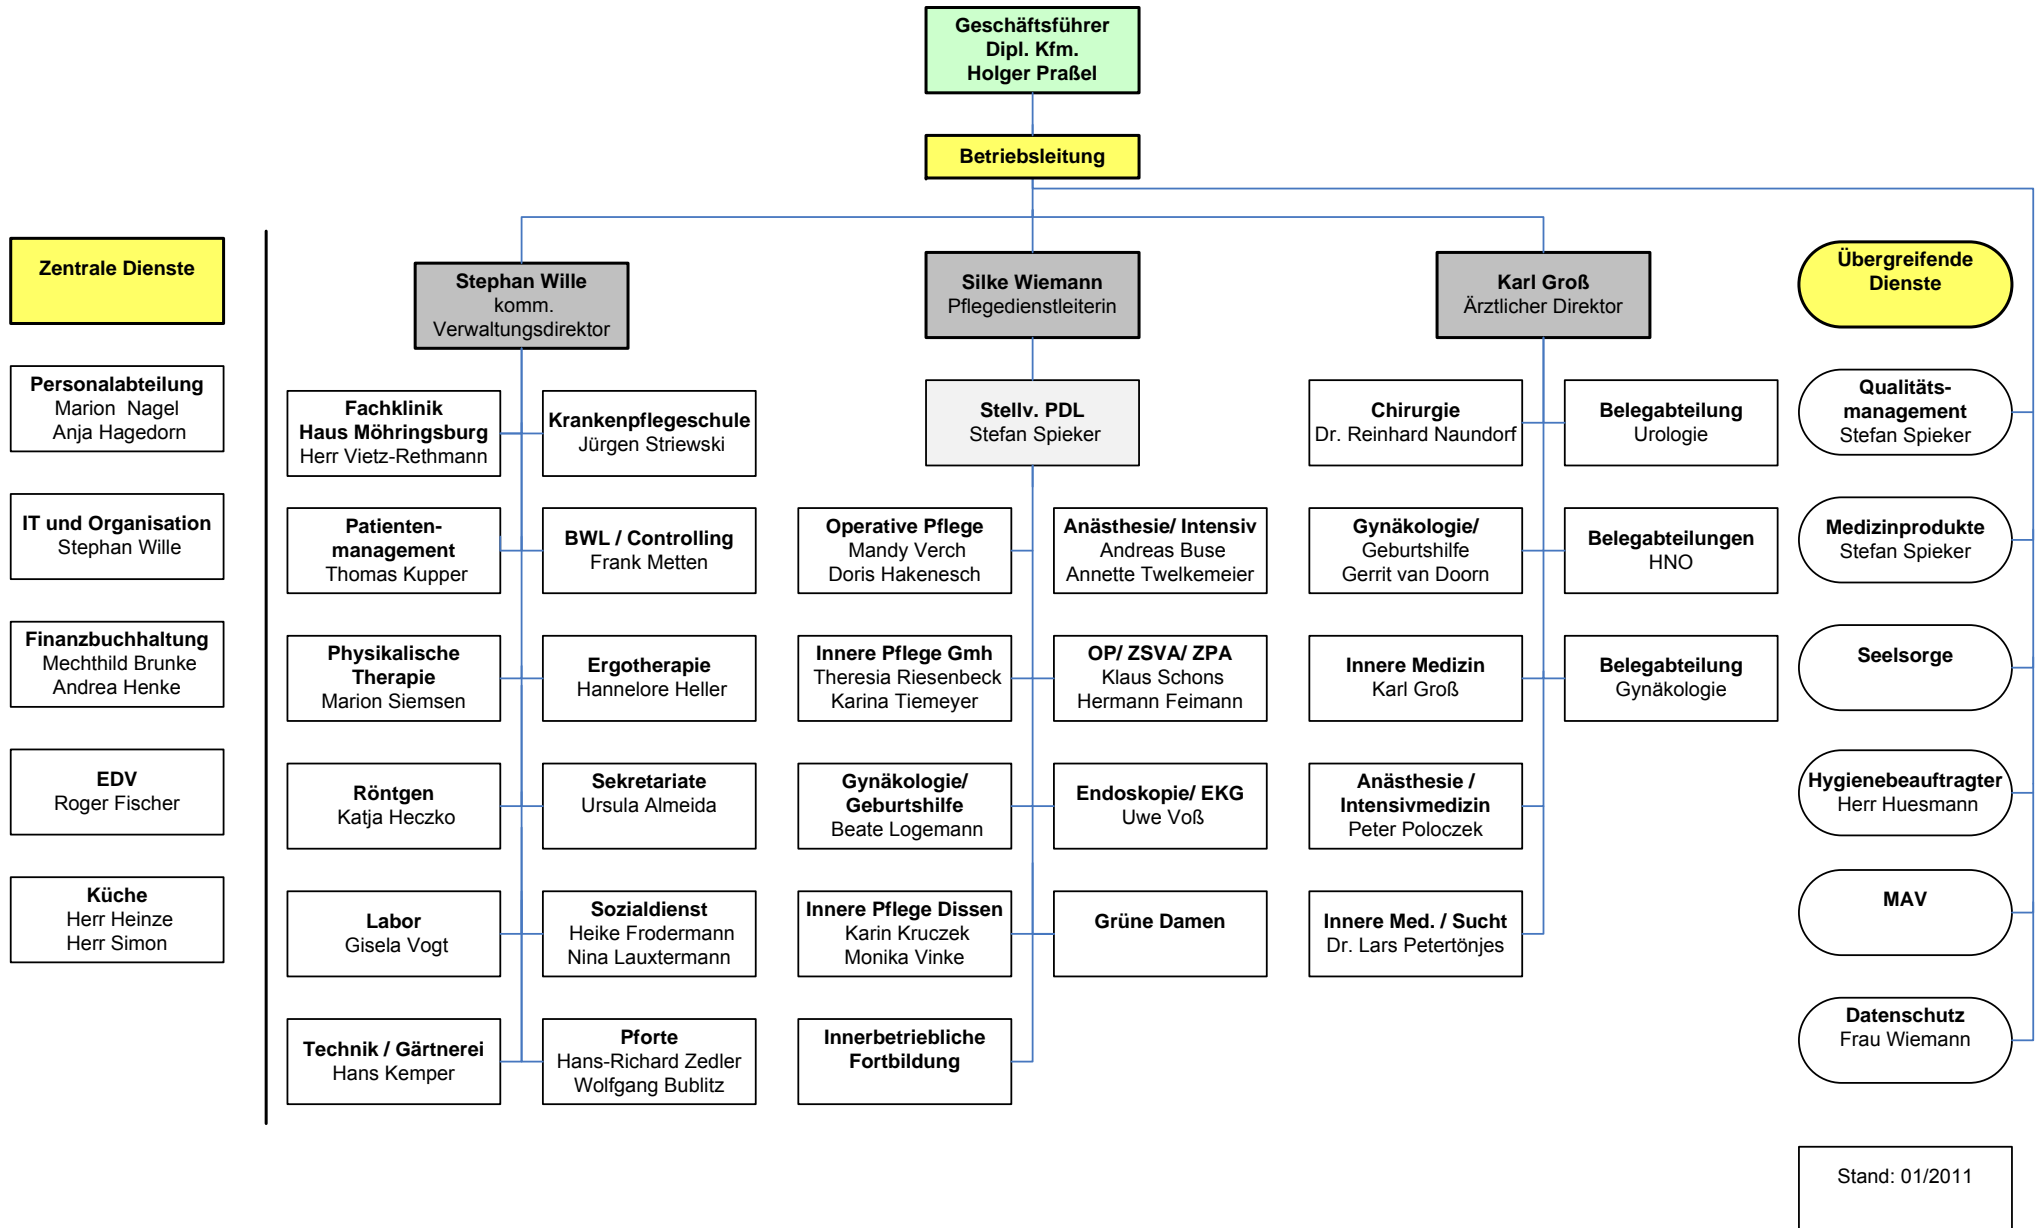 Geschäftsführer
Dipl. Kfm.
Holger Praßel
Betriebsleitung
Zentrale Dienste
Personalabteilung
Marion  Nagel
Anja Hagedorn
IT und Organisation
Stephan Wille
Finanzbuchhaltung
Mechthild Brunke
Andrea Henke
EDV
Roger Fischer
Küche
Herr Heinze
Herr Simon
Stephan Wille
komm.
Verwaltungsdirektor
Fachklinik
Haus Möhringsburg
Herr Vietz-Rethmann
Krankenpflegeschule
Jürgen Striewski
Patienten-
management
Thomas Kupper
BWL / Controlling
Frank Metten
Physikalische
Therapie
Marion Siemsen
Ergotherapie
Hannelore Heller
Röntgen
Katja Heczko
Sekretariate
Ursula Almeida
Labor
Gisela Vogt
Sozialdienst
Heike Frodermann
Nina Lauxtermann
Technik / Gärtnerei
Hans Kemper
Pforte
Hans-Richard Zedler
Wolfgang Bublitz
Silke Wiemann
Pflegedienstleiterin
Stellv. PDL
Stefan Spieker
Operative Pflege
Mandy Verch
Doris Hakenesch
Anästhesie/ Intensiv
Andreas Buse
Annette Twelkemeier
Innere Pflege Gmh
Theresia Riesenbeck
Karina Tiemeyer
OP/ ZSVA/ ZPA
Klaus Schons
Hermann Feimann
Gynäkologie/
Geburtshilfe
Beate Logemann
Endoskopie/ EKG
Uwe Voß
Innere Pflege Dissen
Karin Kruczek
Monika Vinke
Grüne Damen
Innerbetriebliche
Fortbildung
Karl Groß
Ärztlicher Direktor
Chirurgie
Dr. Reinhard Naundorf
Belegabteilung
Urologie
Gynäkologie/
Geburtshilfe
Gerrit van Doorn
Belegabteilungen
HNO
Innere Medizin
Karl Groß
Belegabteilung
Gynäkologie
Anästhesie /
Intensivmedizin
Peter Poloczek
Innere Med. / Sucht
Dr. Lars Petertönjes
Übergreifende
Dienste
Qualitäts-
management
Stefan Spieker
Medizinprodukte
Stefan Spieker
Seelsorge
Hygienebeauftragter
Herr Huesmann
MAV
Datenschutz
Frau Wiemann
Stand: 01/2011